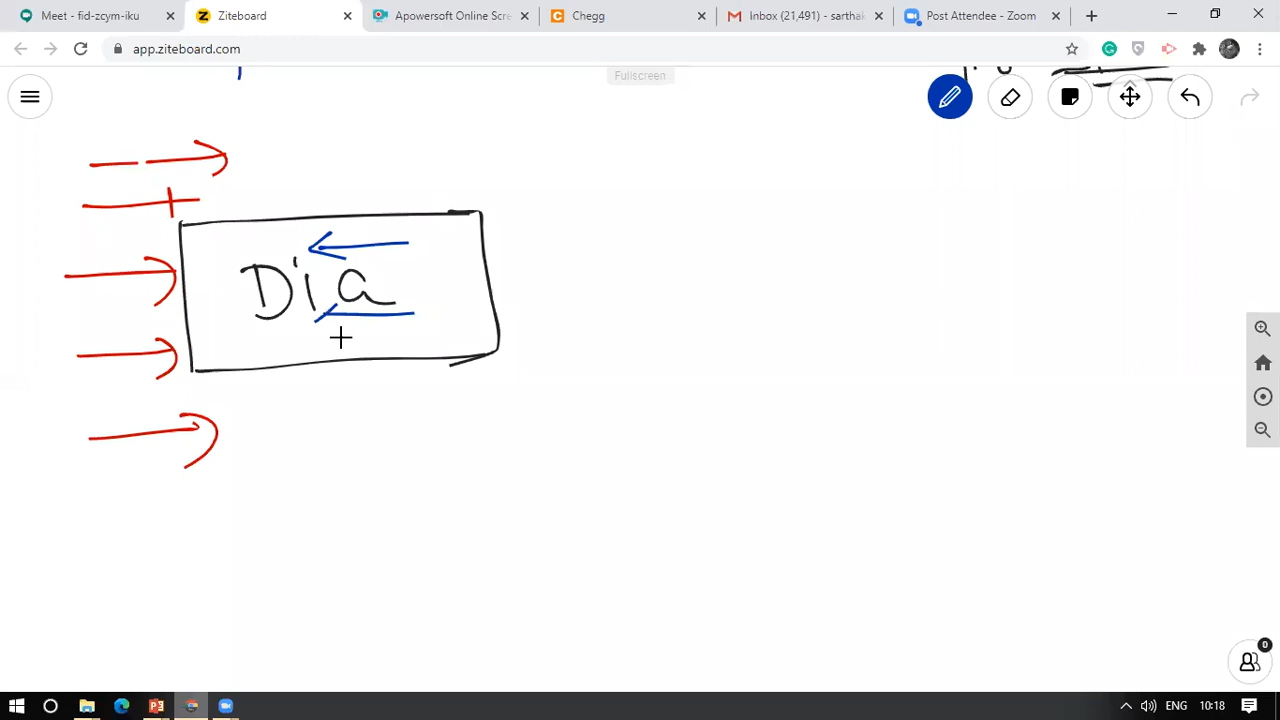 Meet - fid-zcym-iku
Ziteboard
Apowersoft Online Scre
Chegg
Inbox (21,491) - sarthak
Post Attendee - Zoom
app.ziteboard.com
Fullscreen
Dia
0
ENG
10:18